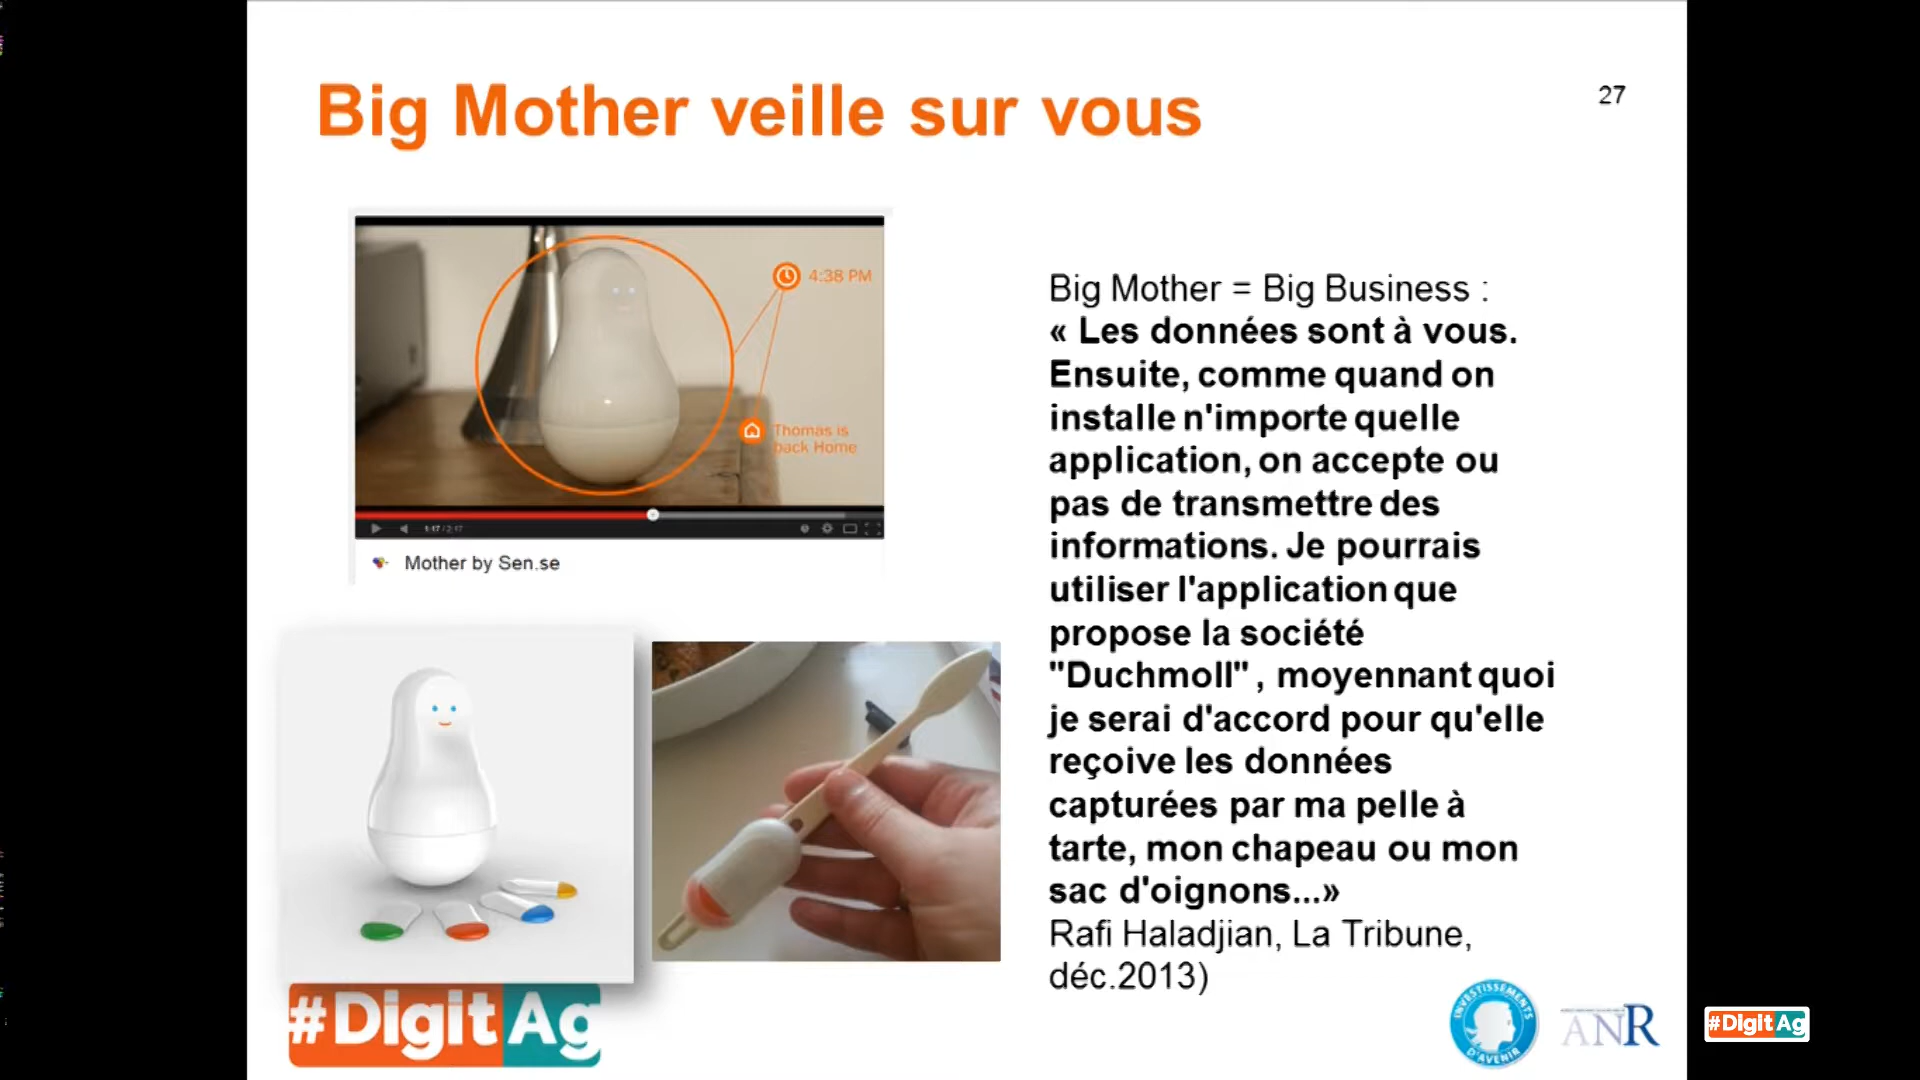 Big Mother veille sur vous
27
4:38 PM
Thomas is
back Home
1:17 / 2:17
Mother by Sen.se
Big Mother = Big Business :
« Les données sont à vous.
Ensuite, comme quand on
installe n'importe quelle
application, on accepte ou
pas de transmettre des
informations. Je pourrais
utiliser l'application que
propose la société
"Duchmoll" , moyennant quoi
je serai d'accord pour qu'elle
reçoive les données
capturées par ma pelle à
tarte, mon chapeau ou mon
sac d'oignons...»
Rafi Haladjian, La Tribune,
déc.2013)
#DigitAg
INVESTISSEMENTS
D'AVENIR
ANR
#DigitAg